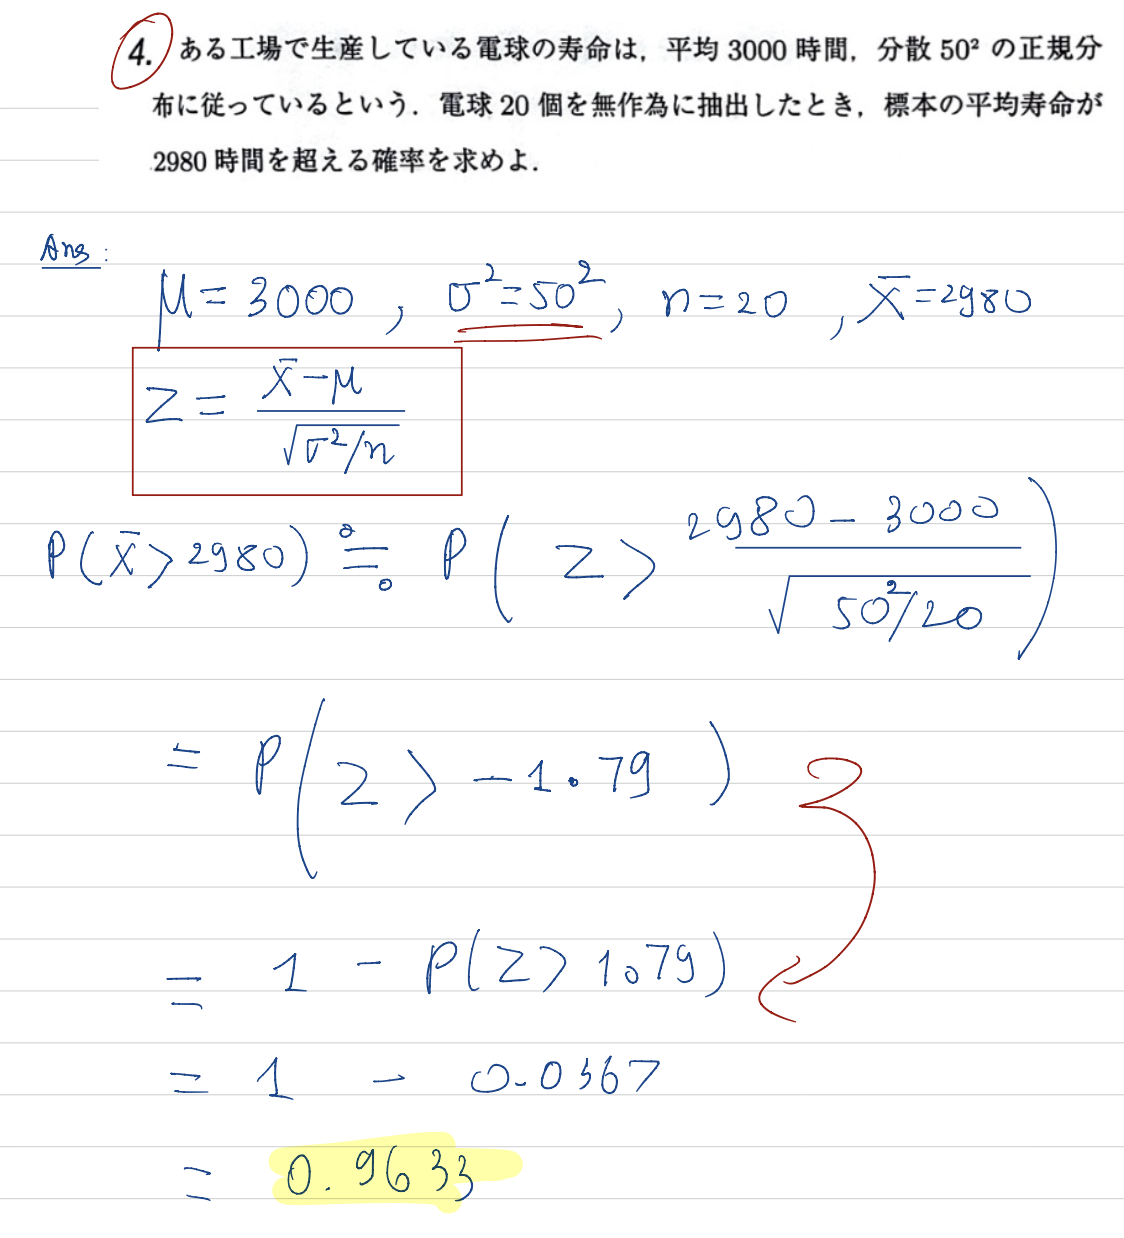 4. ある工場で生産している電球の寿命は，平均 3000 時間，分散 50² の正規分
布に従っているという．電球 20 個を無作為に抽出したとき，標本の平均寿命が
2980 時間を超える確率を求めよ．
Ans :
μ = 3000 , σ² = 50² , n = 20 , X̄ = 2980
Z = (X̄ - μ) / √(σ²/n)
P(X̄ > 2980) ≒ P( Z > (2980 - 3000) / √(50²/20) )
= P( Z > -1.79 )
= 1 - P(Z > 1.79)
= 1 - 0.0367
= 0.9633